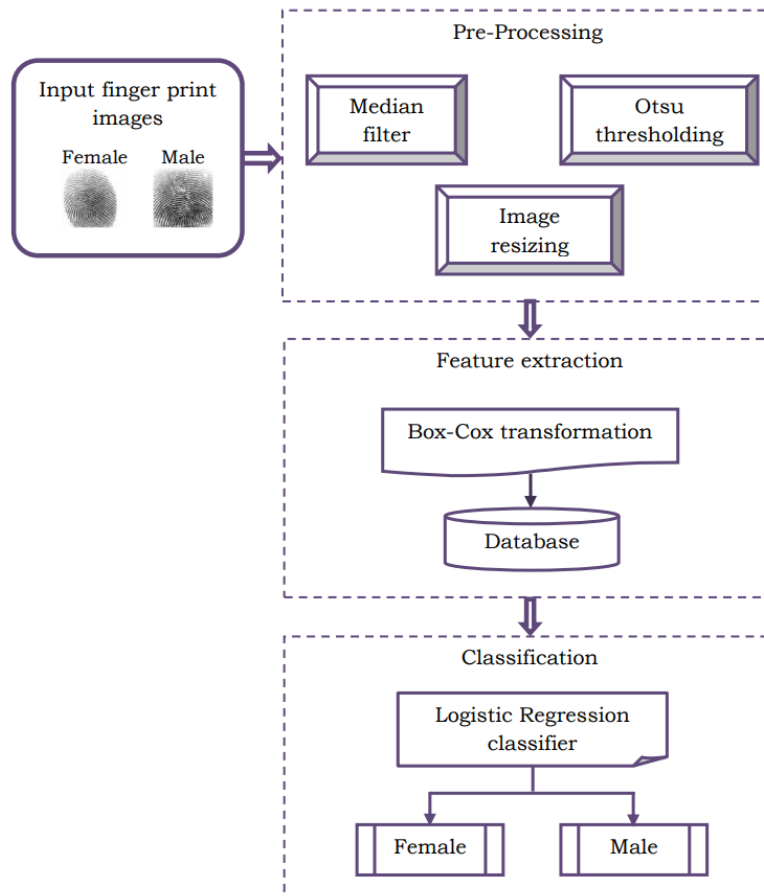 Input finger print
images
Female Male
Pre-Processing
Median
filter
Otsu
thresholding
Image
resizing
Feature extraction
Box-Cox transformation
Database
Classification
Logistic Regression
classifier
Female
Male